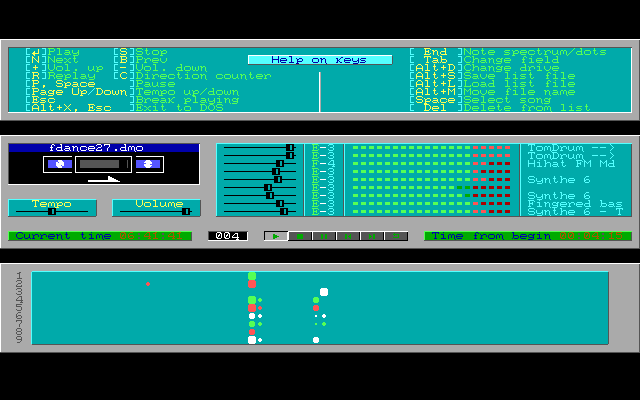 [↵]Play [S]Stop
[N]Next [B]Prev
[+]Vol. up [-]Vol. down
[R]Replay [C]Direction counter
[P, Space ]Pause
[Page Up/Down]Tempo up/down
[Esc ]Break playing
[Alt+X, Esc ]Exit to DOS
Help on keys
[ End ]Note spectrum/dots
[ Tab ]Change field
[Alt+D]Change drive
[Alt+S]Save list file
[Alt+L]Load list file
[Alt+M]Move file name
[Space]Select song
[ Del ]Delete from list
fdance27.dmo
Tempo Volume
TomDrum -->
TomDrum -->
Hihat 1 FM Md
Synthe 6
Synthe 6
Fingered bas
Synthe 6 - T
Current time
004
Time from begin
1
2
3
4
5
6
7
8
9